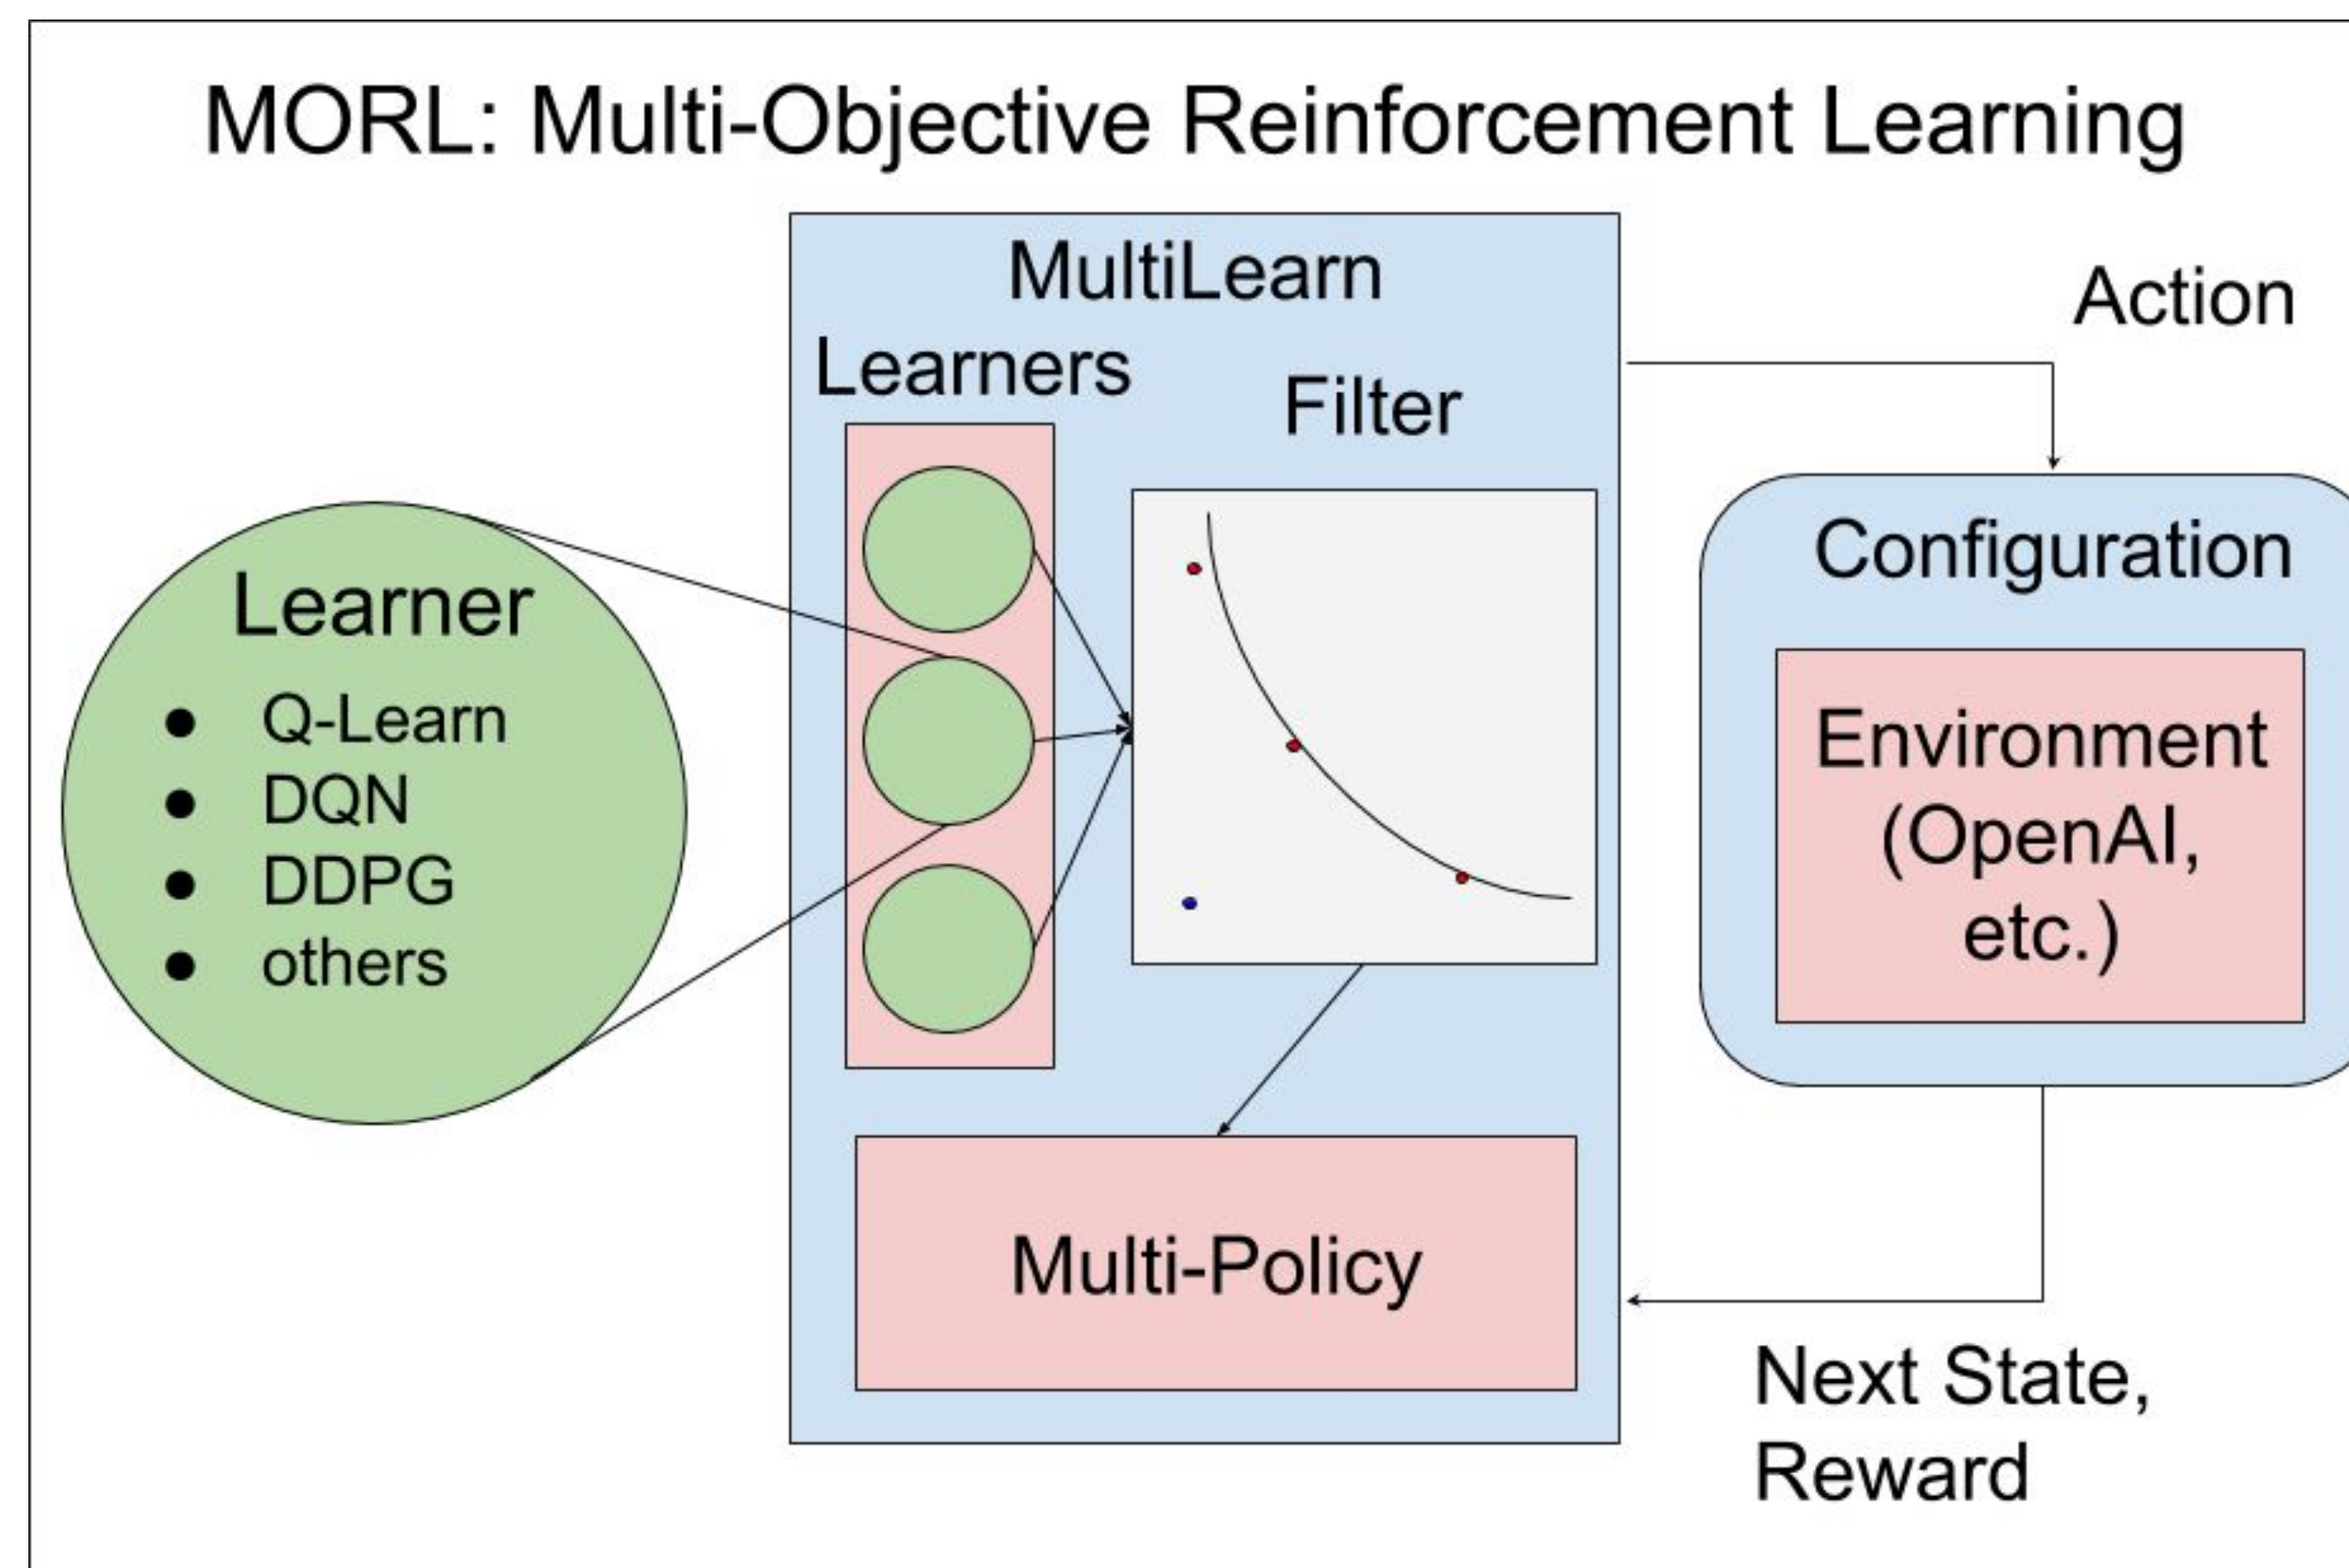 MORL: Multi-Objective Reinforcement Learning
MultiLearn
Learners
Filter
Action
Learner
● Q-Learn
● DQN
● DDPG
● others
Configuration
Environment
(OpenAI,
etc.)
Multi-Policy
Next State,
Reward